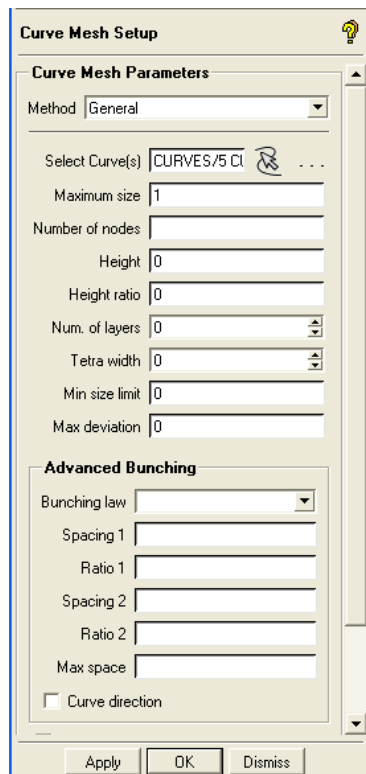 Curve Mesh Setup
Curve Mesh Parameters
Method General
Select Curve(s) CURVES/5 CU ...
Maximum size 1
Number of nodes
Height 0
Height ratio 0
Num. of layers 0
Tetra width 0
Min size limit 0
Max deviation 0
Advanced Bunching
Bunching law
Spacing 1
Ratio 1
Spacing 2
Ratio 2
Max space
Curve direction
Apply OK Dismiss